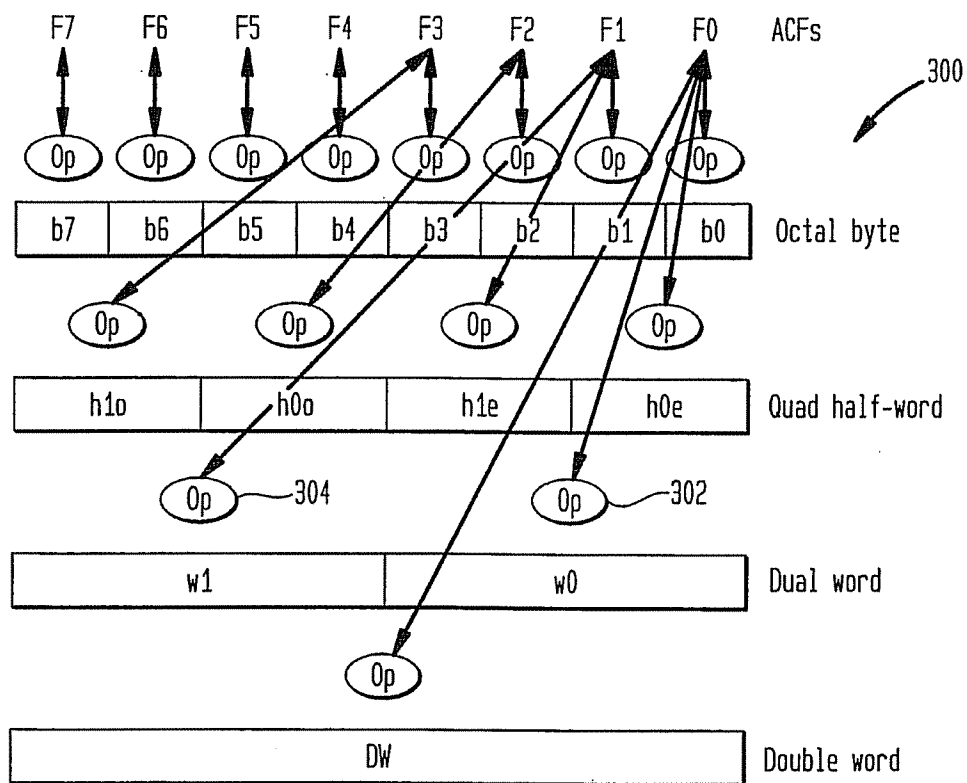 F7 F6 F5 F4 F3 F2 F1 F0 ACFs
300
Op Op Op Op Op Op Op Op
b7 b6 b5 b4 b3 b2 b1 b0 Octal byte
Op Op Op Op
h1o h0o h1e h0e Quad half-word
Op 304 Op 302
w1 w0 Dual word
Op
DW Double word